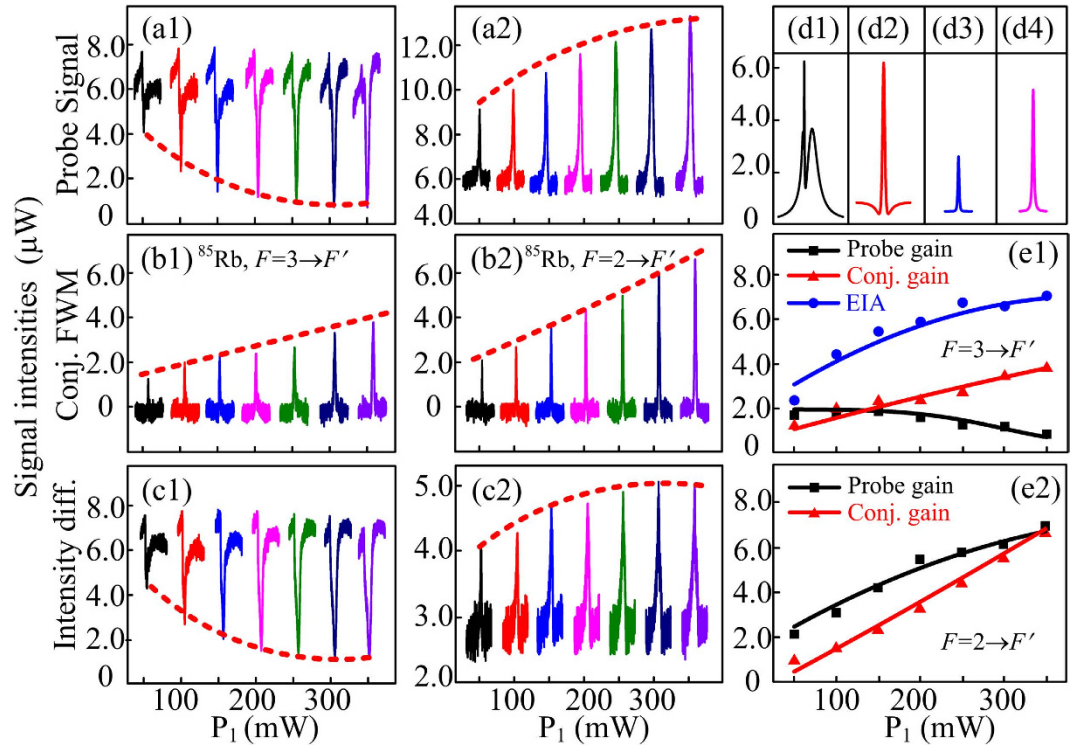 Signal intensities (μW)
Probe Signal
Conj. FWM
Intensity diff.
(a1)
8.0
6.0
4.0
2.0
1.0
0
(a2)
12.0
10.0
8.0
6.0
4.0
(d1) (d2) (d3) (d4)
6.0
4.0
2.0
0
(b1) ⁸⁵Rb, F=3→F′
6.0
4.0
2.0
0
(b2) ⁸⁵Rb, F=2→F′
6.0
4.0
2.0
0
(e1)
Probe gain
Conj. gain
EIA
F=3→F′
8.0
6.0
4.0
2.0
0
(c1)
8.0
6.0
4.0
2.0
1.0
0
100 200 300
P₁ (mW)
(c2)
5.0
4.0
3.0
2.0
100 200 300
P₁ (mW)
(e2)
Probe gain
Conj. gain
F=2→F′
8.0
6.0
4.0
2.0
0
100 200 300
P₁ (mW)